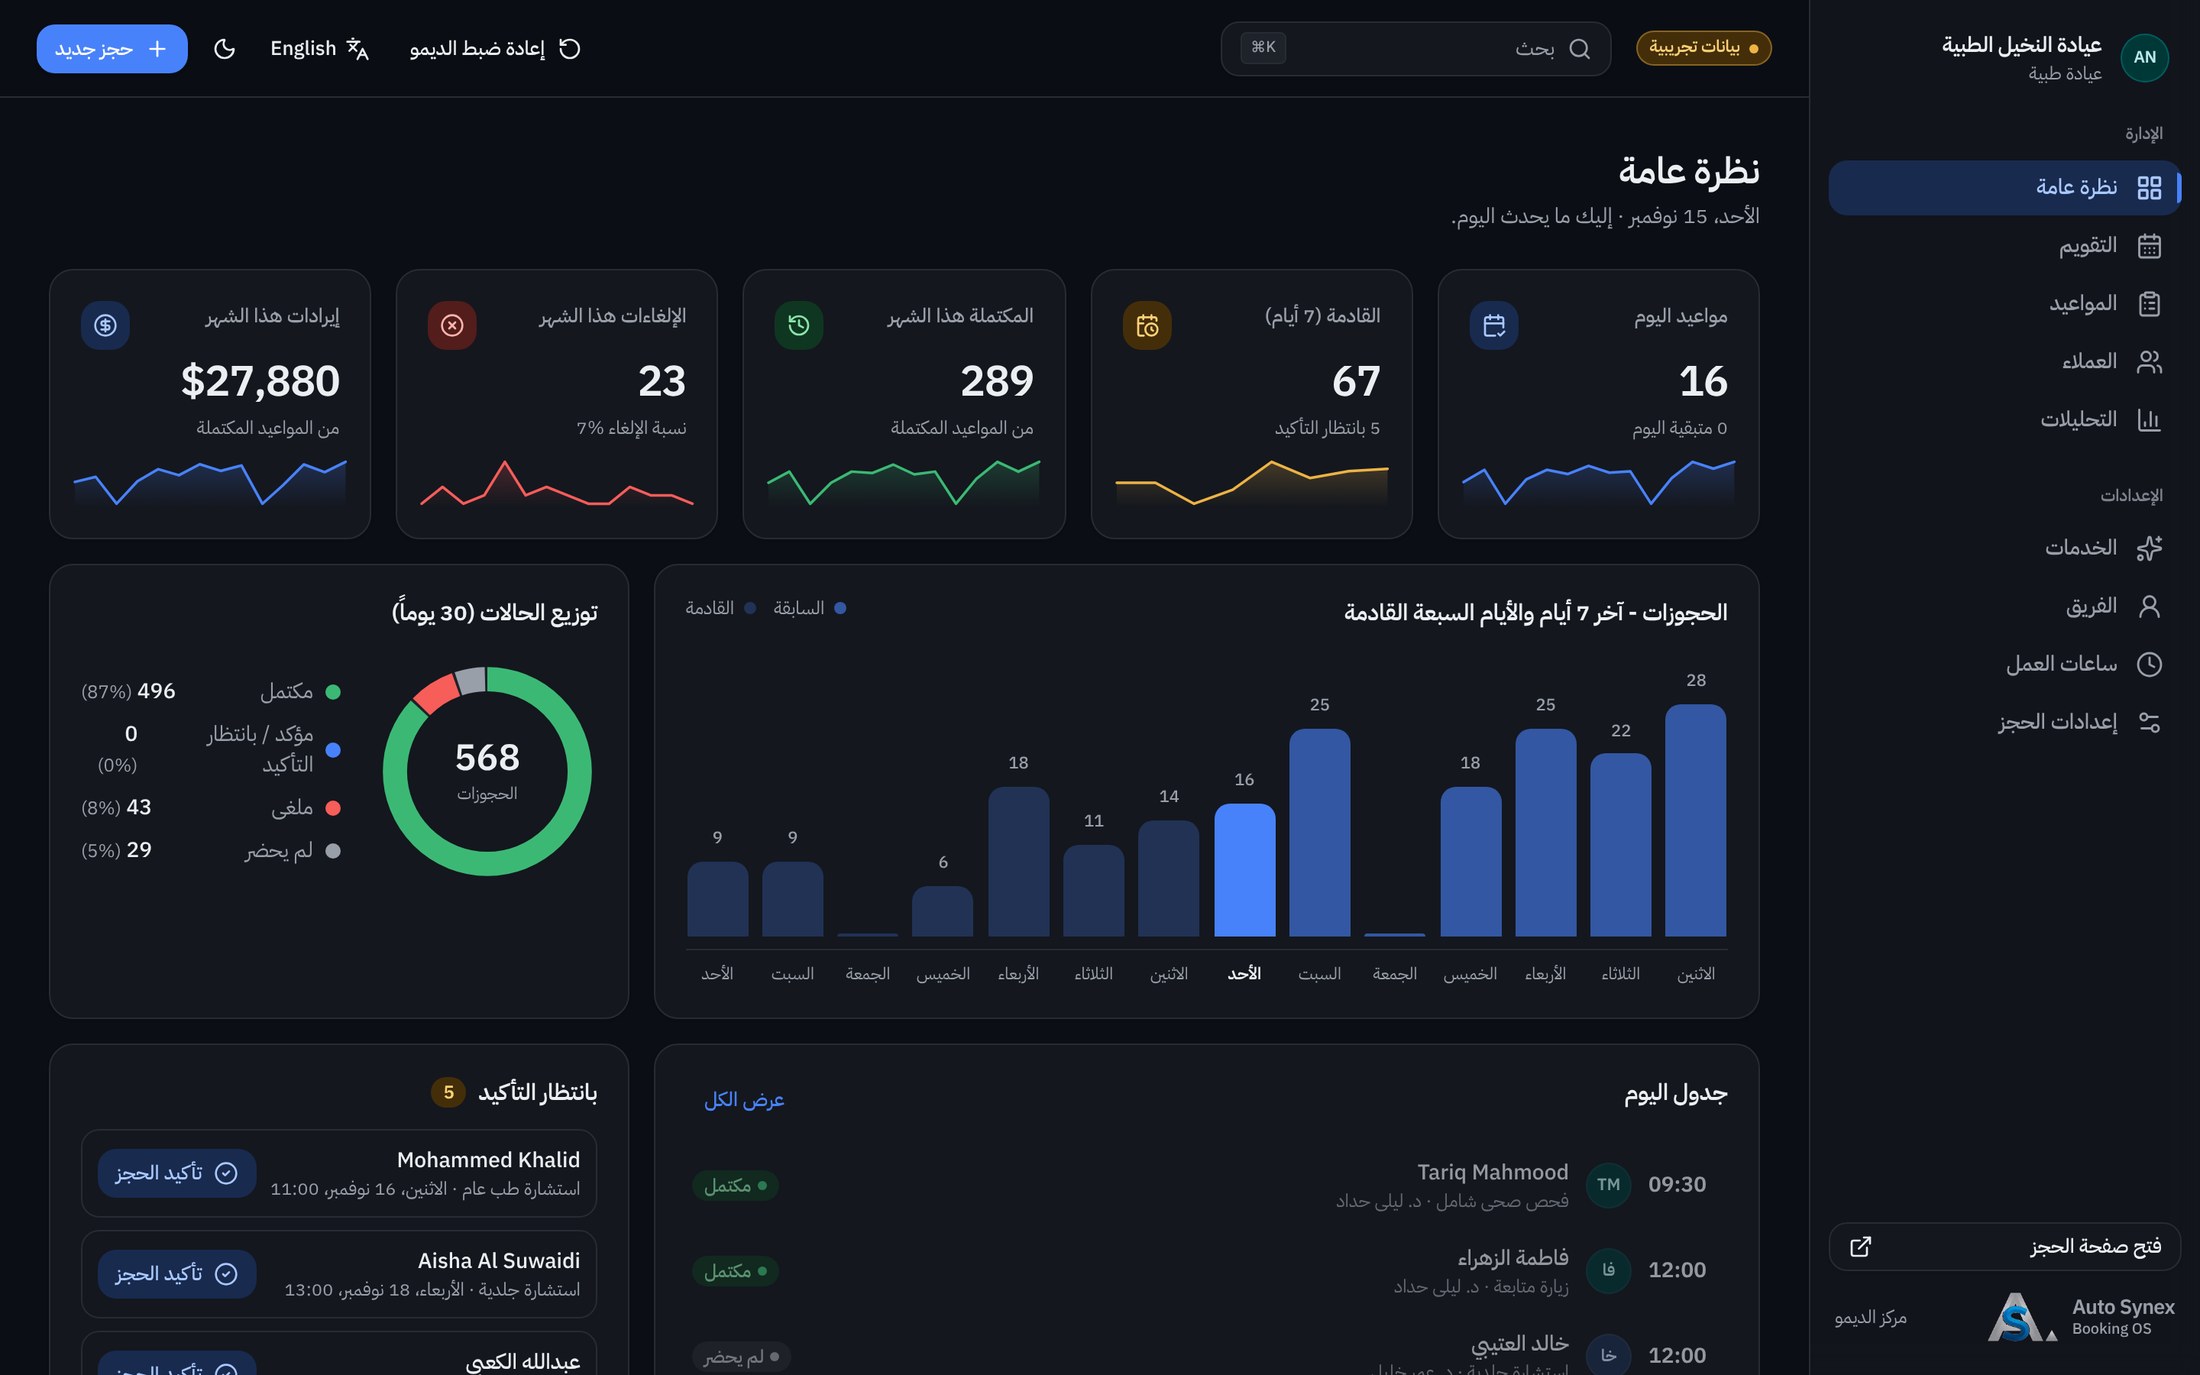 عيادة النخيل الطبية
عيادة طبية
AN
الإدارة
نظرة عامة
التقويم
المواعيد
العملاء
التحليلات
الإعدادات
الخدمات
الفريق
ساعات العمل
إعدادات الحجز
فتح صفحة الحجز
Auto Synex
Booking OS
مركز الديمو
بيانات تجريبية
بحث
⌘K
إعادة ضبط الديمو
English
حجز جديد
نظرة عامة
الأحد، 15 نوفمبر · إليك ما يحدث اليوم.
مواعيد اليوم
16
0 متبقية اليوم
القادمة (7 أيام)
67
5 بانتظار التأكيد
المكتملة هذا الشهر
289
من المواعيد المكتملة
الإلغاءات هذا الشهر
23
نسبة الإلغاء 7%
إيرادات هذا الشهر
$27,880
من المواعيد المكتملة
الحجوزات - آخر 7 أيام والأيام السبعة القادمة
السابقة
القادمة
28
22
25
18
25
16
14
11
18
6
9
9
الاثنين
الثلاثاء
الأربعاء
الخميس
الجمعة
السبت
الأحد
الاثنين
الثلاثاء
الأربعاء
الخميس
الجمعة
السبت
الأحد
توزيع الحالات (30 يوماً)
568
الحجوزات
مكتمل 496 (87%)
مؤكد / بانتظار التأكيد 0 (0%)
ملغى 43 (8%)
لم يحضر 29 (5%)
جدول اليوم
عرض الكل
09:30
TM
Tariq Mahmood
فحص صحي شامل · د. ليلى حداد
مكتمل
12:00
فا
فاطمة الزهراء
زيارة متابعة · د. ليلى حداد
مكتمل
12:00
خا
خالد العتيبي
استشارة جلدية · د. عمر خليل
لم يحضر
بانتظار التأكيد 5
Mohammed Khalid
استشارة طب عام · الاثنين، 16 نوفمبر، 11:00
تأكيد الحجز
Aisha Al Suwaidi
استشارة جلدية · الأربعاء، 18 نوفمبر، 13:00
تأكيد الحجز
عبدالله الكعبي
تأكيد الحجز